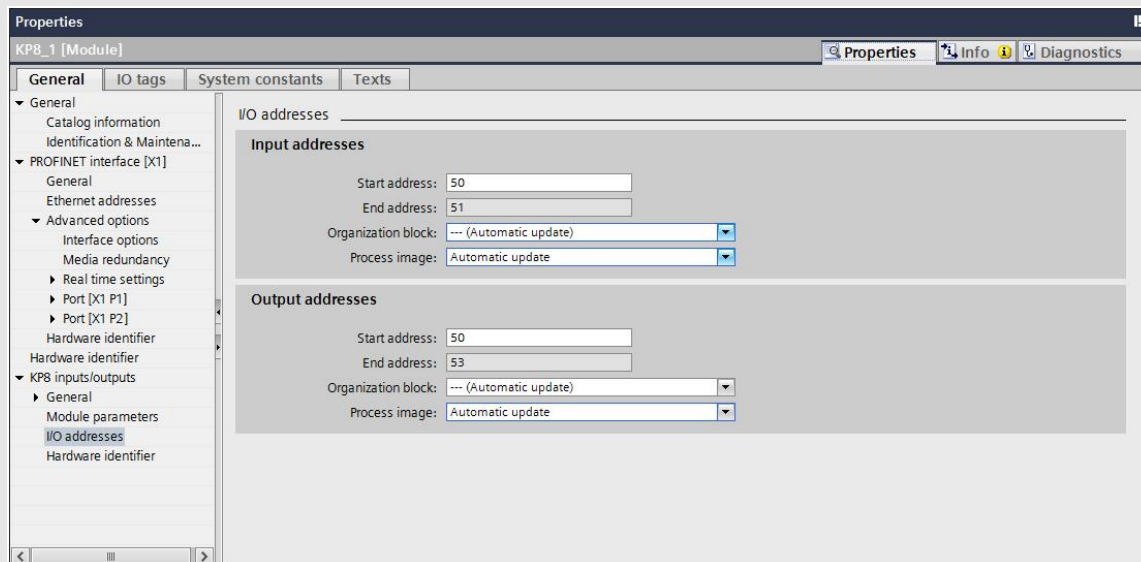 Properties
KP8_1 [Module]
Properties
Info
Diagnostics
General
IO tags
System constants
Texts
General
Catalog information
Identification & Maintena...
PROFINET interface [X1]
General
Ethernet addresses
Advanced options
Interface options
Media redundancy
Real time settings
Port [X1 P1]
Port [X1 P2]
Hardware identifier
Hardware identifier
KP8 inputs/outputs
General
Module parameters
I/O addresses
Hardware identifier
I/O addresses
Input addresses
Start address: 50
End address: 51
Organization block: --- (Automatic update)
Process image: Automatic update
Output addresses
Start address: 50
End address: 53
Organization block: --- (Automatic update)
Process image: Automatic update